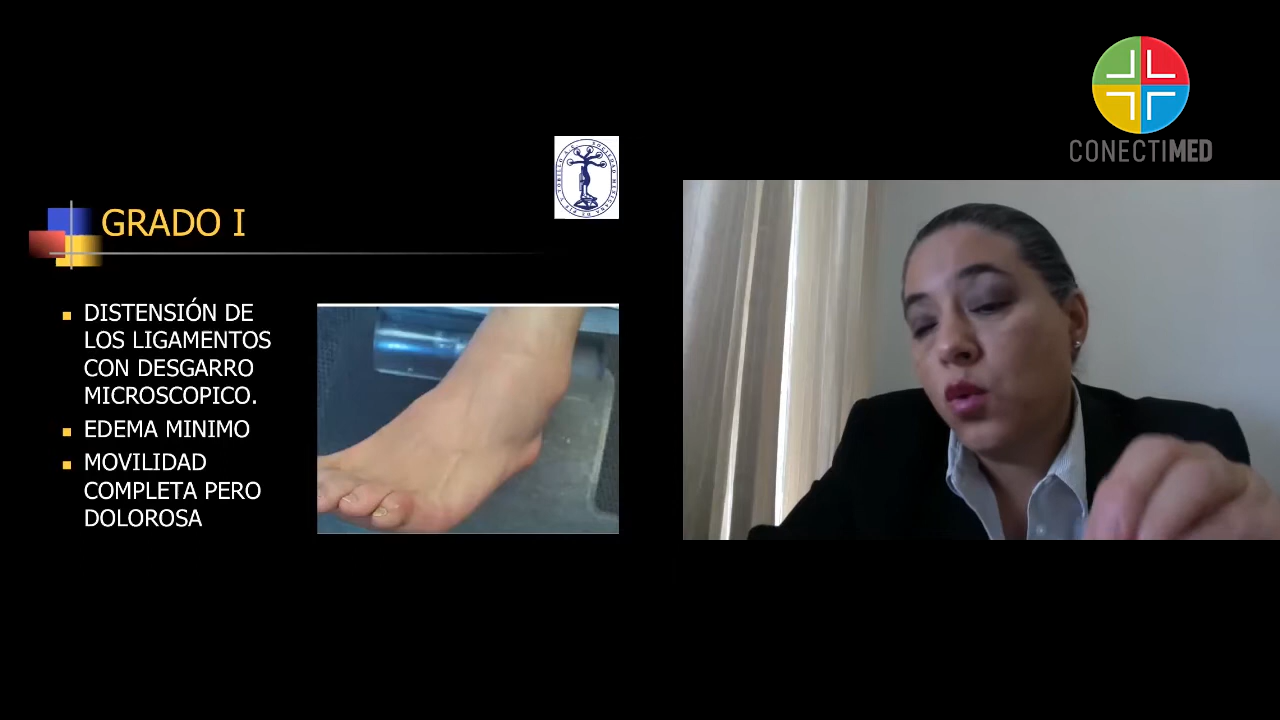 CONECTIMED
GRADO I
DISTENSIÓN DE
LOS LIGAMENTOS
CON DESGARRO
MICROSCOPICO.
EDEMA MINIMO
MOVILIDAD
COMPLETA PERO
DOLOROSA